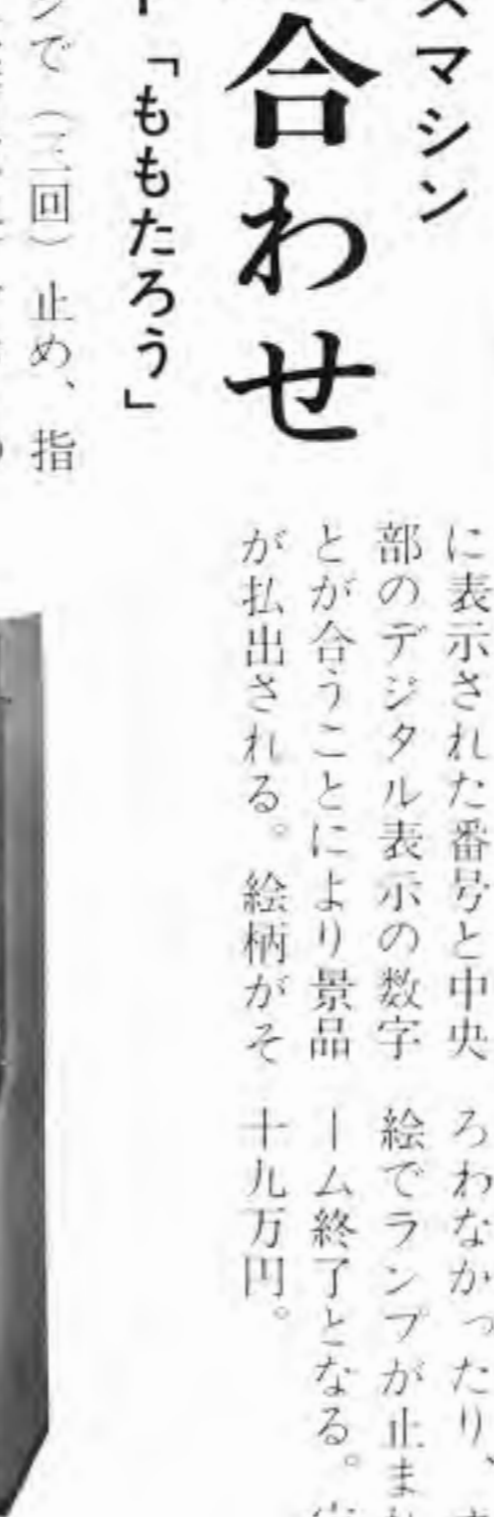 スマシン
合わせ
「ももたろう」
で（三回）止め、指
に表示された番号と中央
部のデジタル表示の数字
とが合うことにより景品
が払出される。絵柄がそ
ろわなかったり、
絵でランプが止ま
ーム終了となる。
十九万円。